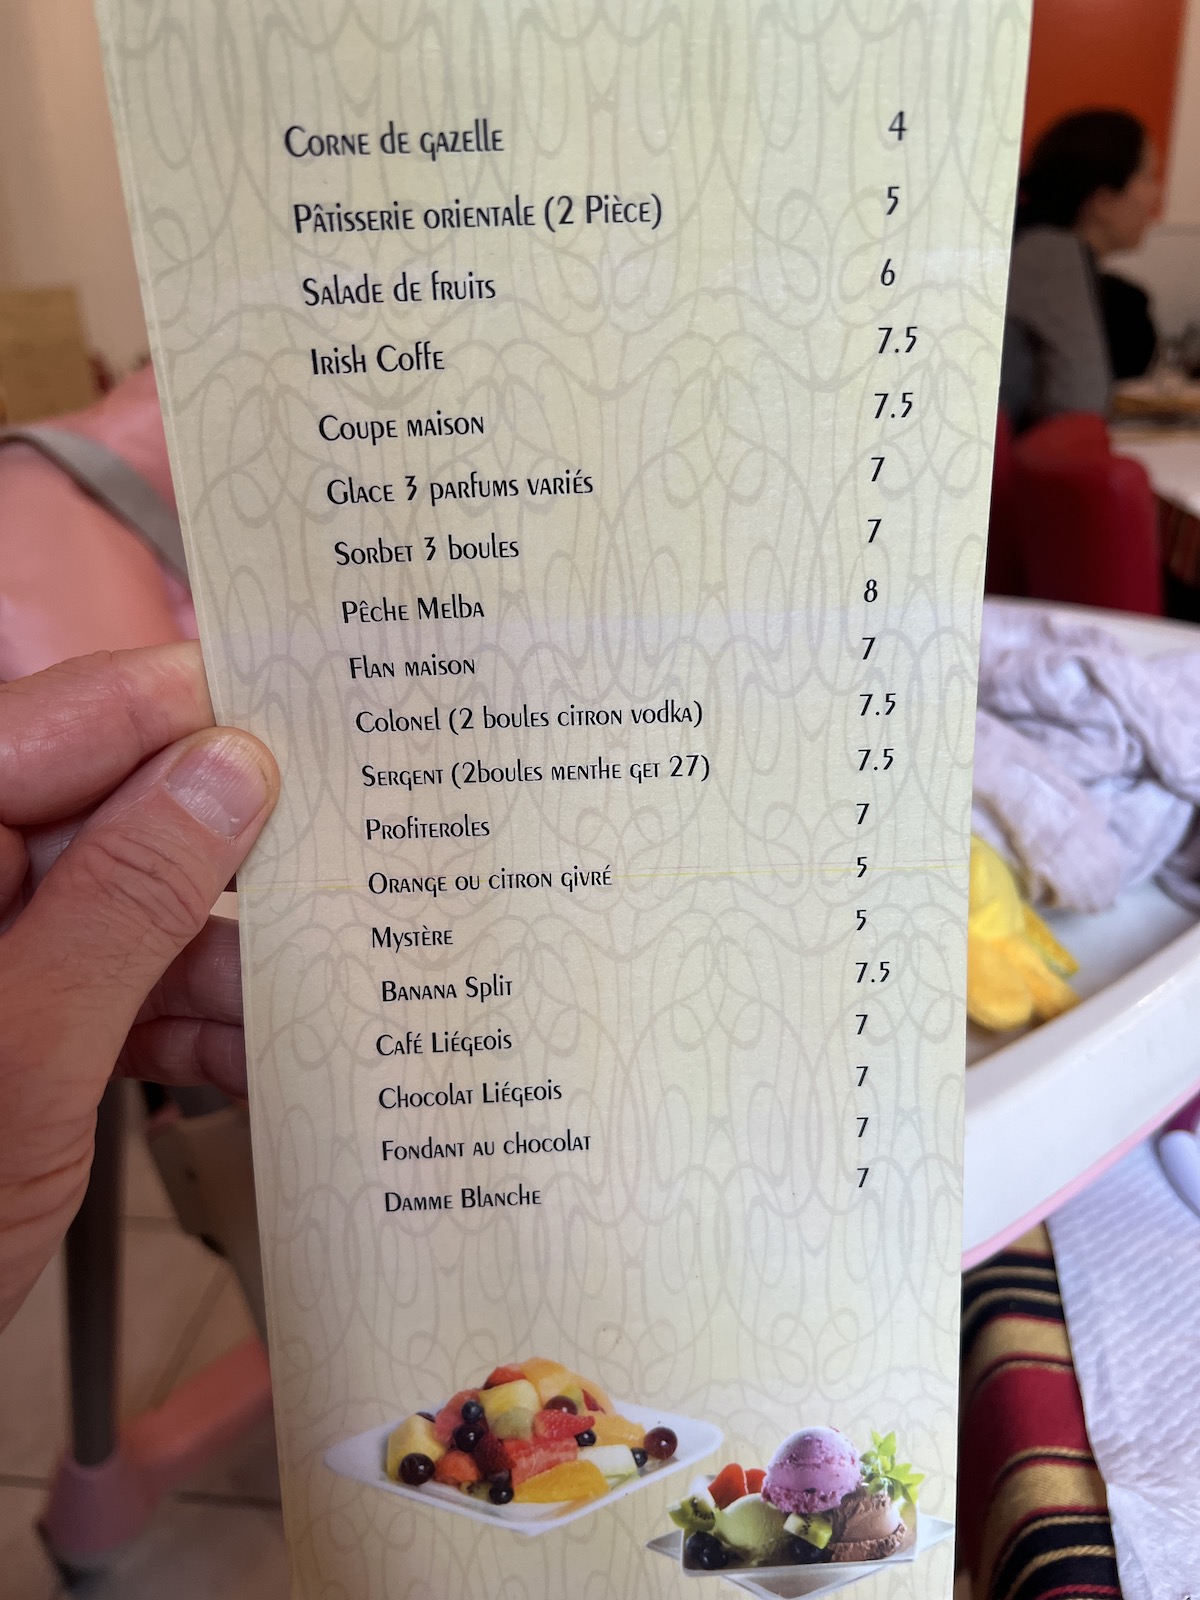 Corne de gazelle 4
Pâtisserie orientale (2 Pièce) 5
Salade de fruits 6
Irish Coffe 7.5
Coupe maison 7.5
Glace 3 parfums variés 7
Sorbet 3 boules 7
Pêche Melba 8
Flan maison 7
Colonel (2 boules citron vodka) 7.5
Sergent (2boules menthe get 27) 7.5
Profiteroles 7
Orange ou citron givré 5
Mystère 5
Banana Split 7.5
Café Liégeois 7
Chocolat Liégeois 7
Fondant au chocolat 7
Damme Blanche 7